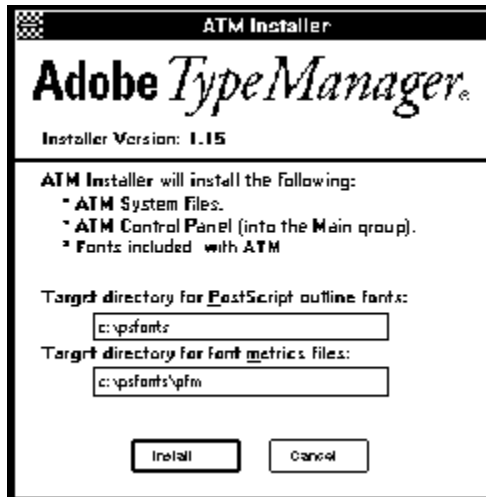 ATM Installer
Adobe Type Manager®
Installer Version: 1.15
ATM Installer will install the following:
* ATM System Files.
* ATM Control Panel (into the Main group).
* Fonts included with ATM
Target directory for PostScript outline fonts:
c:\psfonts
Target directory for font metrics files:
c:\psfonts\pfm
Install
Cancel